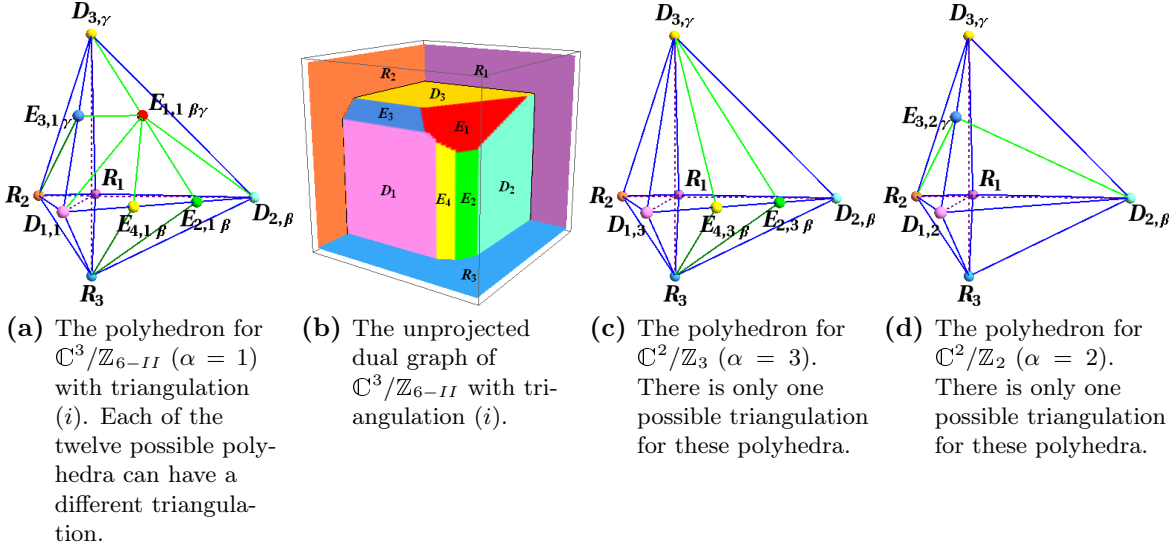 D3,γ
E3,1 γ
E1,1 βγ
R2
R1
D1,1
E4,1 β
E2,1 β
D2,β
R3
R2
R1
D3
E3
E1
D1
E4
E2
D2
R3
D3,γ
R2
R1
D1,3
E4,3 β
E2,3 β
D2,β
R3
D3,γ
E3,2 γ
R2
R1
D1,2
D2,β
R3
(a) The polyhedron for
ℂ³/ℤ6−II (α = 1)
with triangulation
(i). Each of the
twelve possible poly-
hedra can have a
different triangula-
tion.
(b) The unprojected
dual graph of
ℂ³/ℤ6−II with tri-
angulation (i).
(c) The polyhedron for
ℂ²/ℤ3 (α = 3).
There is only one
possible triangulation
for these polyhedra.
(d) The polyhedron for
ℂ²/ℤ2 (α = 2).
There is only one
possible triangulation
for these polyhedra.